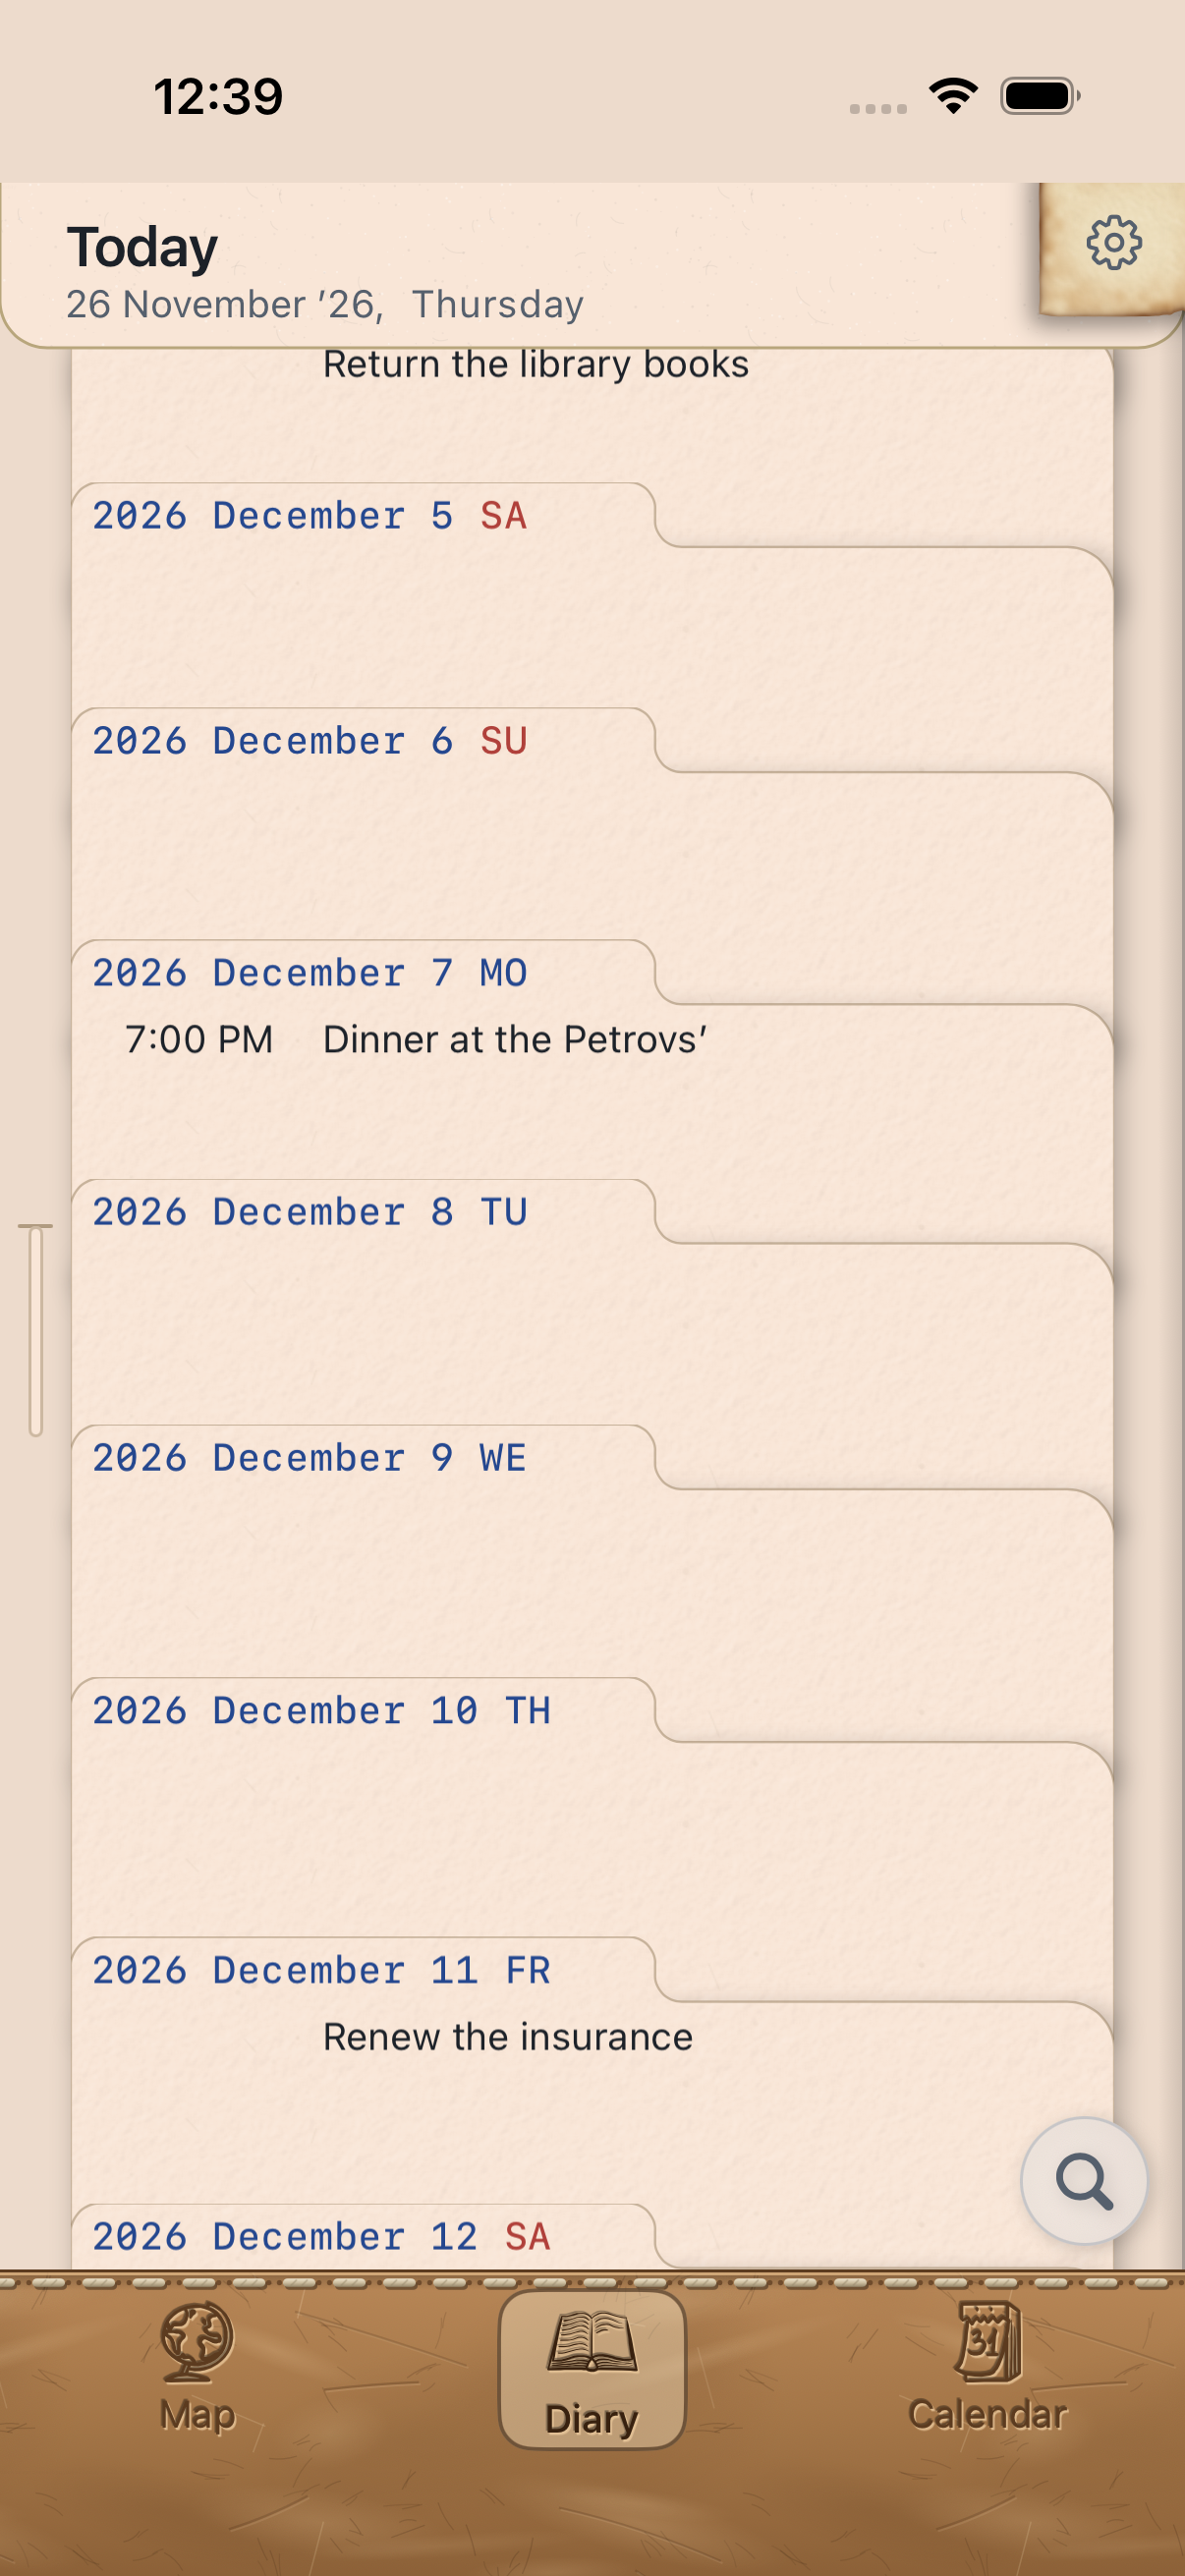 12:39
Today
26 November ’26, Thursday
Return the library books
2026 December 5 SA
2026 December 6 SU
2026 December 7 MO
7:00 PM Dinner at the Petrovs’
2026 December 8 TU
2026 December 9 WE
2026 December 10 TH
2026 December 11 FR
Renew the insurance
2026 December 12 SA
31
Map Diary Calendar